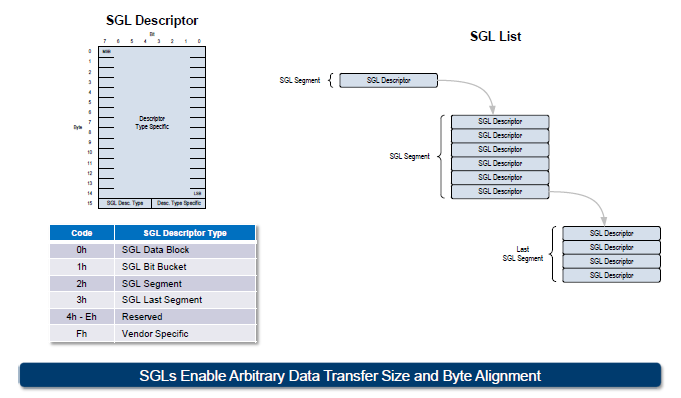 SGL Descriptor
Bit
7 6 5 4 3 2 1 0
0 MSB
1
2
3
4
5
6
7
Byte
8
9
10
11
12
13
14 LSB
15 SGL Desc. Type Desc. Type Specific
Descriptor
Type Specific
Code SGL Descriptor Type
0h SGL Data Block
1h SGL Bit Bucket
2h SGL Segment
3h SGL Last Segment
4h - Eh Reserved
Fh Vendor Specific
SGL List
SGL Segment
SGL Descriptor
SGL Segment
SGL Descriptor
SGL Descriptor
SGL Descriptor
SGL Descriptor
SGL Descriptor
SGL Descriptor
Last
SGL Segment
SGL Descriptor
SGL Descriptor
SGL Descriptor
SGL Descriptor
SGLs Enable Arbitrary Data Transfer Size and Byte Alignment